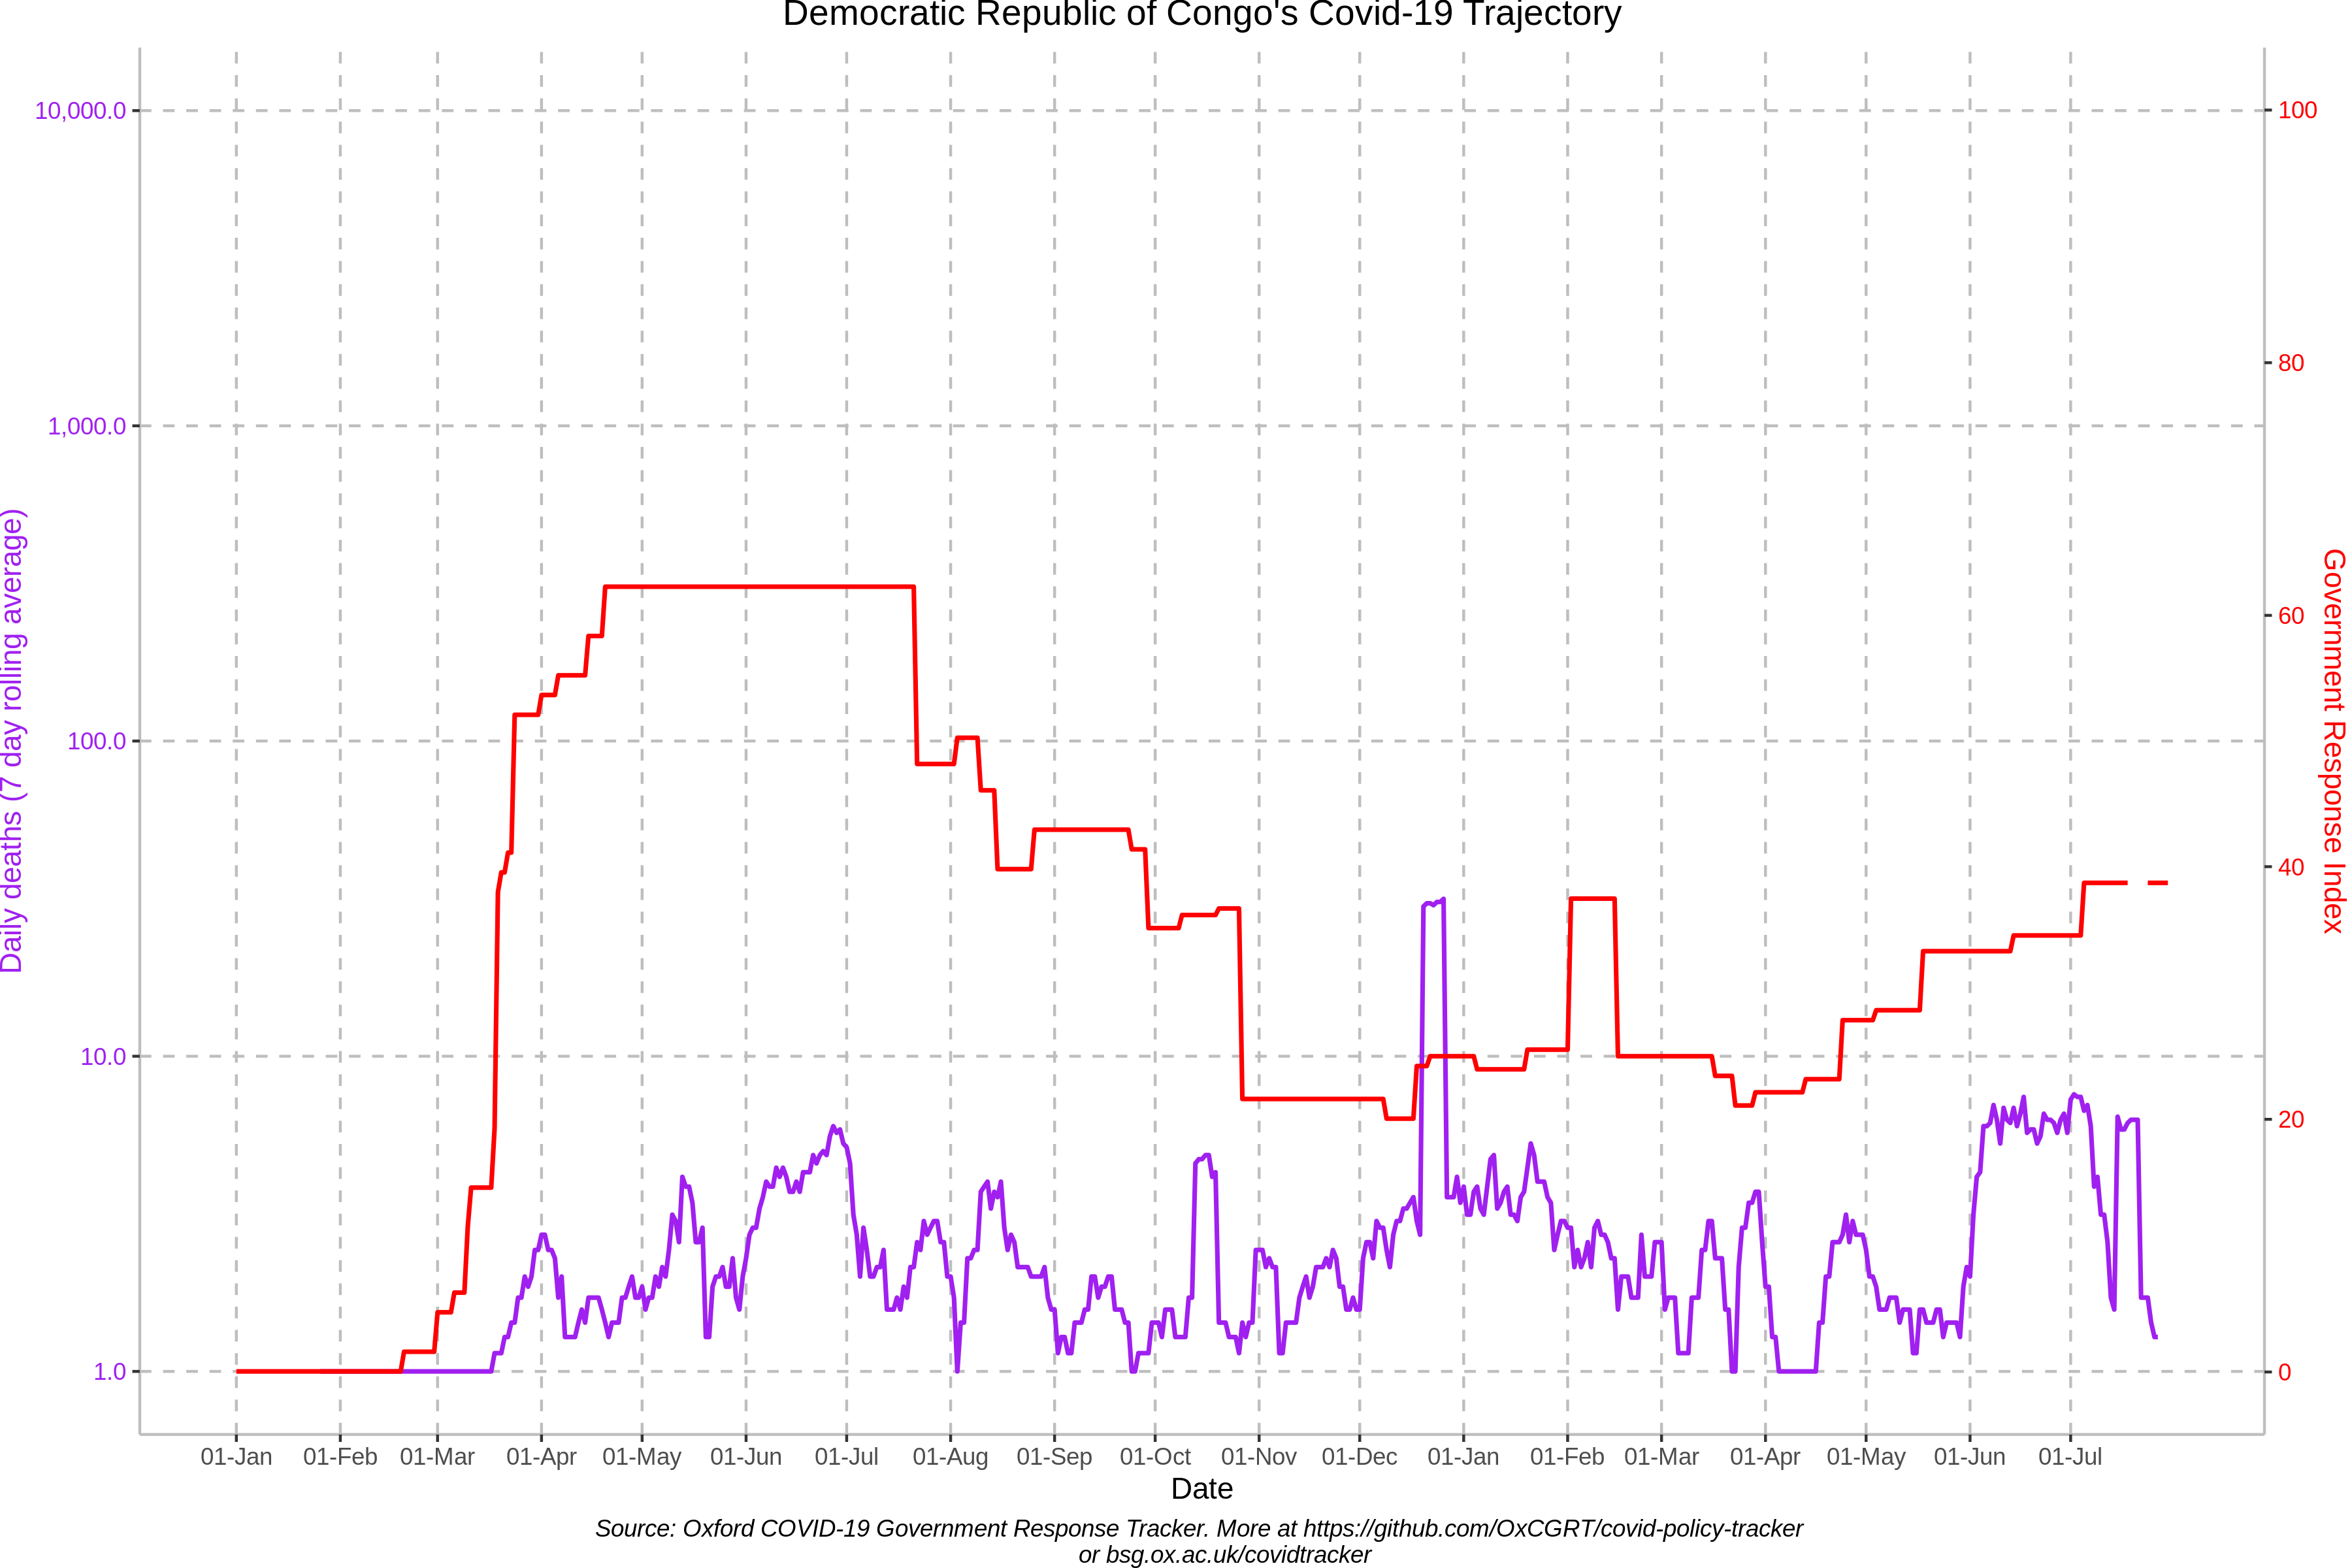 Democratic Republic of Congo's Covid-19 Trajectory
10,000.0
1,000.0
100.0
10.0
1.0
Daily deaths (7 day rolling average)
100
80
60
40
20
0
Government Response Index
01-Jan 01-Feb 01-Mar 01-Apr 01-May 01-Jun 01-Jul 01-Aug 01-Sep 01-Oct 01-Nov 01-Dec 01-Jan 01-Feb 01-Mar 01-Apr 01-May 01-Jun 01-Jul
Date
Source: Oxford COVID-19 Government Response Tracker. More at https://github.com/OxCGRT/covid-policy-tracker
or bsg.ox.ac.uk/covidtracker